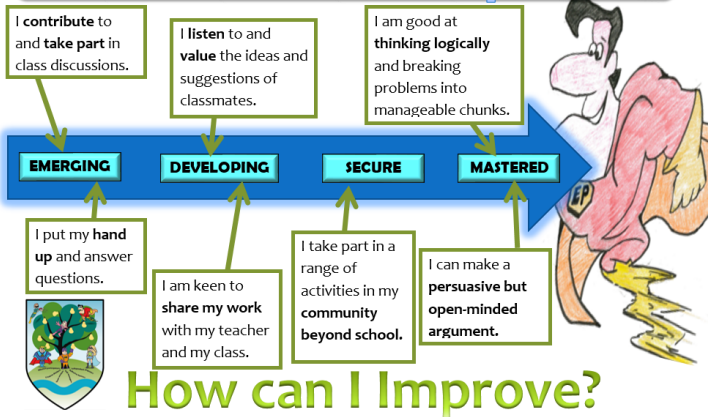 I contribute to
and take part in
class discussions.
I listen to and
value the ideas and
suggestions of
classmates.
I am good at
thinking logically
and breaking
problems into
manageable chunks.
EMERGING
DEVELOPING
SECURE
MASTERED
EP
I put my hand
up and answer
questions.
I am keen to
share my work
with my teacher
and my class.
I take part in a
range of
activities in my
community
beyond school.
I can make a
persuasive but
open-minded
argument.
How can I Improve?